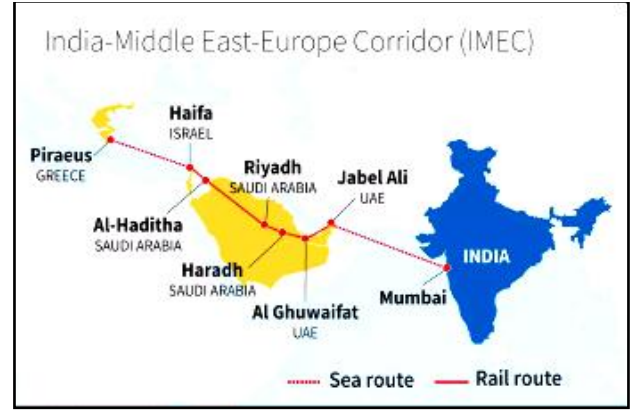 India-Middle East-Europe Corridor (IMEC)
Haifa
ISRAEL
Piraeus
GREECE
Riyadh
SAUDI ARABIA
Jabel Ali
UAE
Al-Haditha
SAUDI ARABIA
Haradh
SAUDI ARABIA
Al Ghuwaifat
UAE
Mumbai
INDIA
Sea route
Rail route